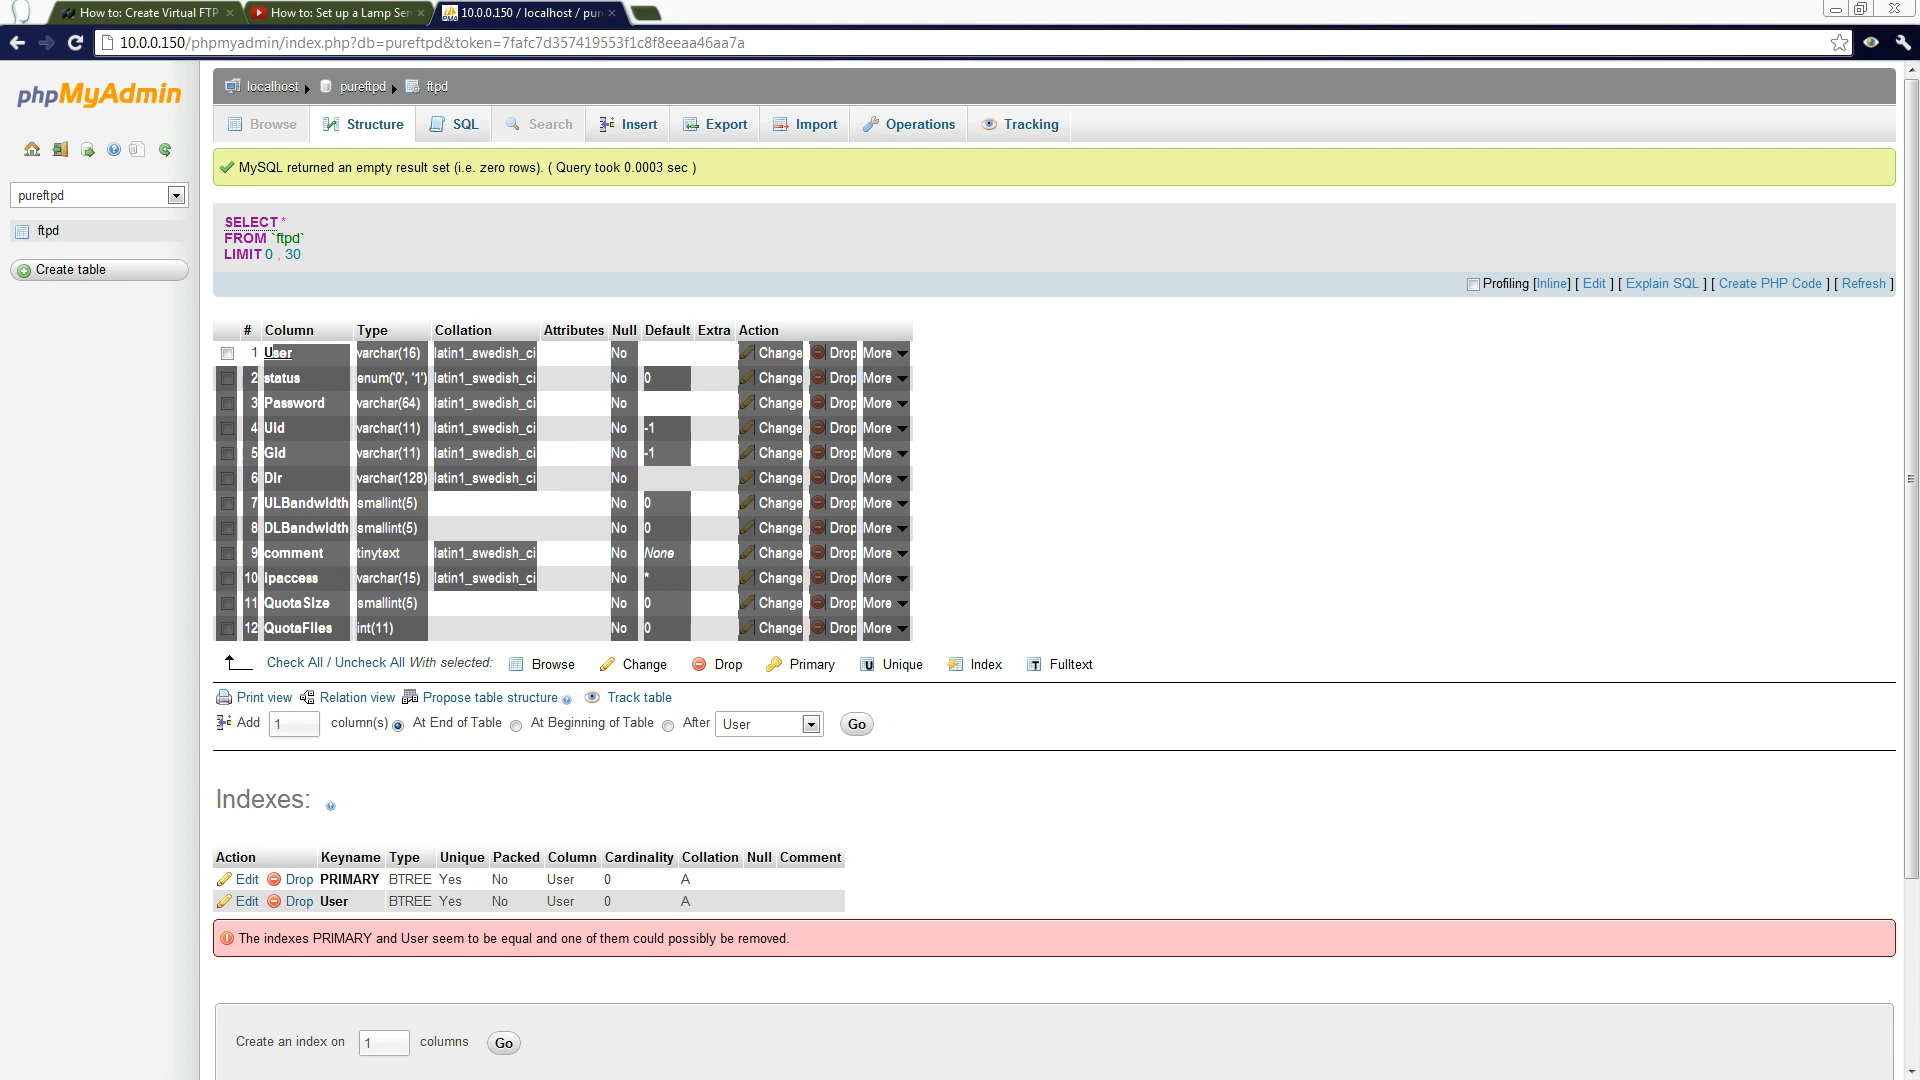 How to: Create Virtual FTP
How to: Set up a Lamp Ser
10.0.0.150 / localhost / pur
10.0.0.150/phpmyadmin/index.php?db=pureftpd&token=7fafc7d357419553f1c8f8eeaa46aa7a
phpMyAdmin
pureftpd
ftpd
Create table
localhost pureftpd ftpd
Browse Structure SQL Search Insert Export Import Operations Tracking
MySQL returned an empty result set (i.e. zero rows). ( Query took 0.0003 sec )
SELECT *
FROM `ftpd`
LIMIT 0 , 30
Profiling [Inline] [ Edit ] [ Explain SQL ] [ Create PHP Code ] [ Refresh ]
# Column Type Collation Attributes Null Default Extra Action
1 User varchar(16) latin1_swedish_ci No Change Drop More
2 status enum('0', '1') latin1_swedish_ci No 0 Change Drop More
3 Password varchar(64) latin1_swedish_ci No Change Drop More
4 Uid varchar(11) latin1_swedish_ci No -1 Change Drop More
5 Gid varchar(11) latin1_swedish_ci No -1 Change Drop More
6 Dir varchar(128) latin1_swedish_ci No Change Drop More
7 ULBandwidth smallint(5) No 0 Change Drop More
8 DLBandwidth smallint(5) No 0 Change Drop More
9 comment tinytext latin1_swedish_ci No None Change Drop More
10 ipaccess varchar(15) latin1_swedish_ci No * Change Drop More
11 QuotaSize smallint(5) No 0 Change Drop More
12 QuotaFiles int(11) No 0 Change Drop More
Check All / Uncheck All With selected: Browse Change Drop Primary Unique Index Fulltext
Print view Relation view Propose table structure Track table
Add 1 column(s) At End of Table At Beginning of Table After User Go
Indexes:
Action Keyname Type Unique Packed Column Cardinality Collation Null Comment
Edit Drop PRIMARY BTREE Yes No User 0 A
Edit Drop User BTREE Yes No User 0 A
The indexes PRIMARY and User seem to be equal and one of them could possibly be removed.
Create an index on 1 columns Go